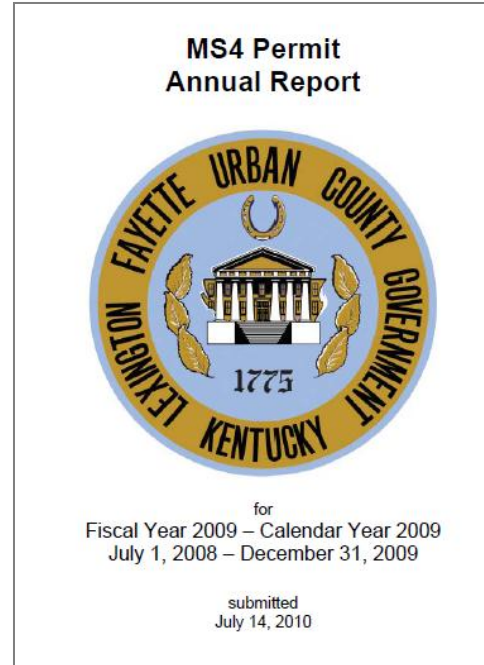 MS4 Permit
Annual Report
LEXINGTON FAYETTE URBAN COUNTY GOVERNMENT
1775
KENTUCKY
for
Fiscal Year 2009 – Calendar Year 2009
July 1, 2008 – December 31, 2009
submitted
July 14, 2010